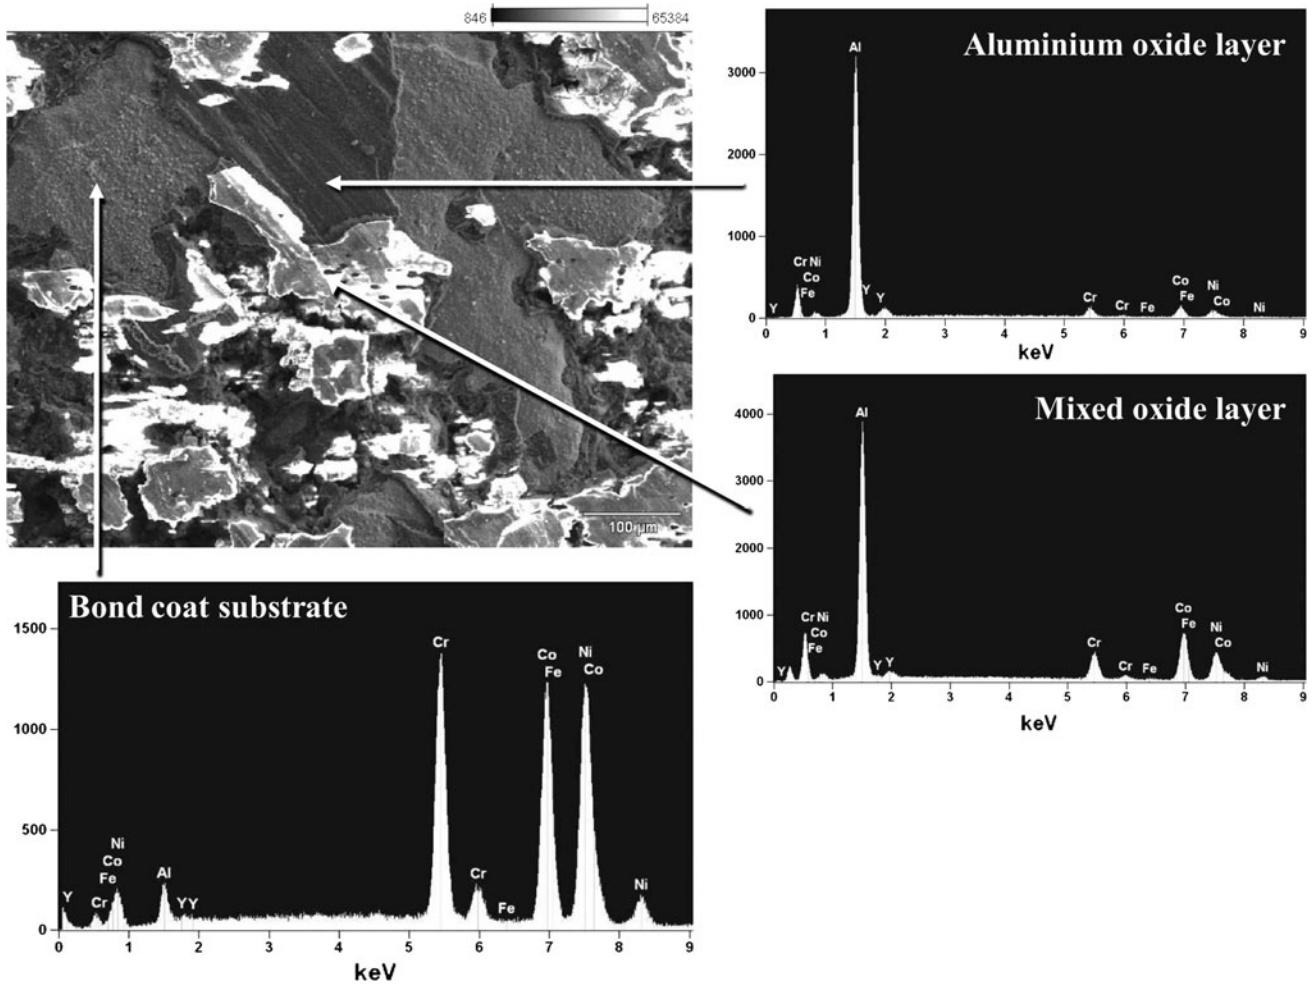 846 65384
100 µm
Aluminium oxide layer
3000
2000
1000
0
Al
Cr Ni
Co
Fe
Y
Y
Y
Cr
Cr
Fe
Co
Fe
Ni
Co
Ni
0 1 2 3 4 5 6 7 8 9
keV
Mixed oxide layer
4000
3000
2000
1000
0
Al
Cr Ni
Co
Fe
Y
Y
Y
Cr
Cr
Fe
Co
Fe
Ni
Co
Ni
0 1 2 3 4 5 6 7 8 9
keV
Bond coat substrate
1500
1000
500
0
Y
Cr
Ni
Co
Fe
Al
Y Y
Cr
Cr
Fe
Co
Fe
Ni
Co
Ni
0 1 2 3 4 5 6 7 8 9
keV